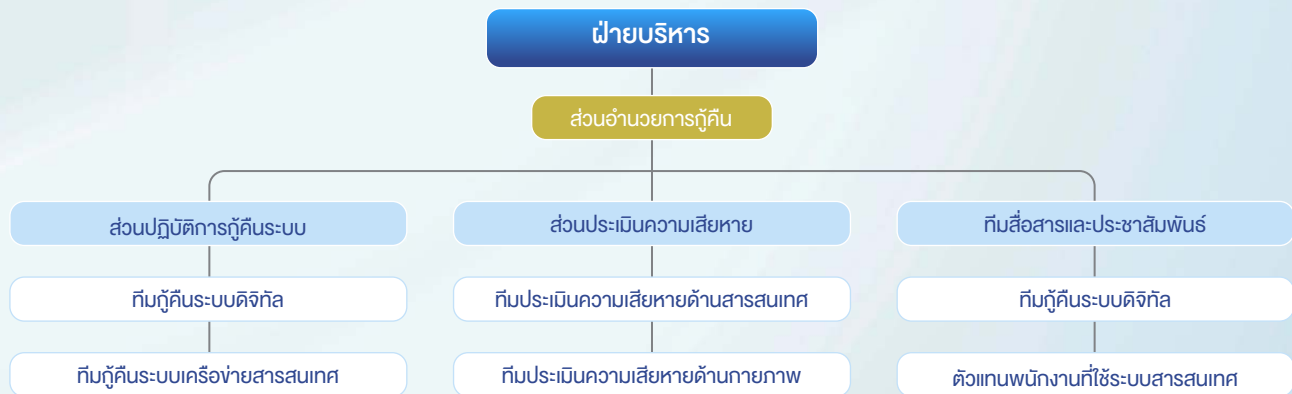 ฝ่ายบริหาร
ส่วนอำนวยการกู้คืน
ส่วนปฏิบัติการกู้คืนระบบ
ส่วนประเมินความเสียหาย
ทีมสื่อสารและประชาสัมพันธ์
ทีมกู้คืนระบบดิจิทัล
ทีมประเมินความเสียหายด้านสารสนเทศ
ทีมกู้คืนระบบดิจิทัล
ทีมกู้คืนระบบเครือข่ายสารสนเทศ
ทีมประเมินความเสียหายด้านกายภาพ
ตัวแทนพนักงานที่ใช้ระบบสารสนเทศ